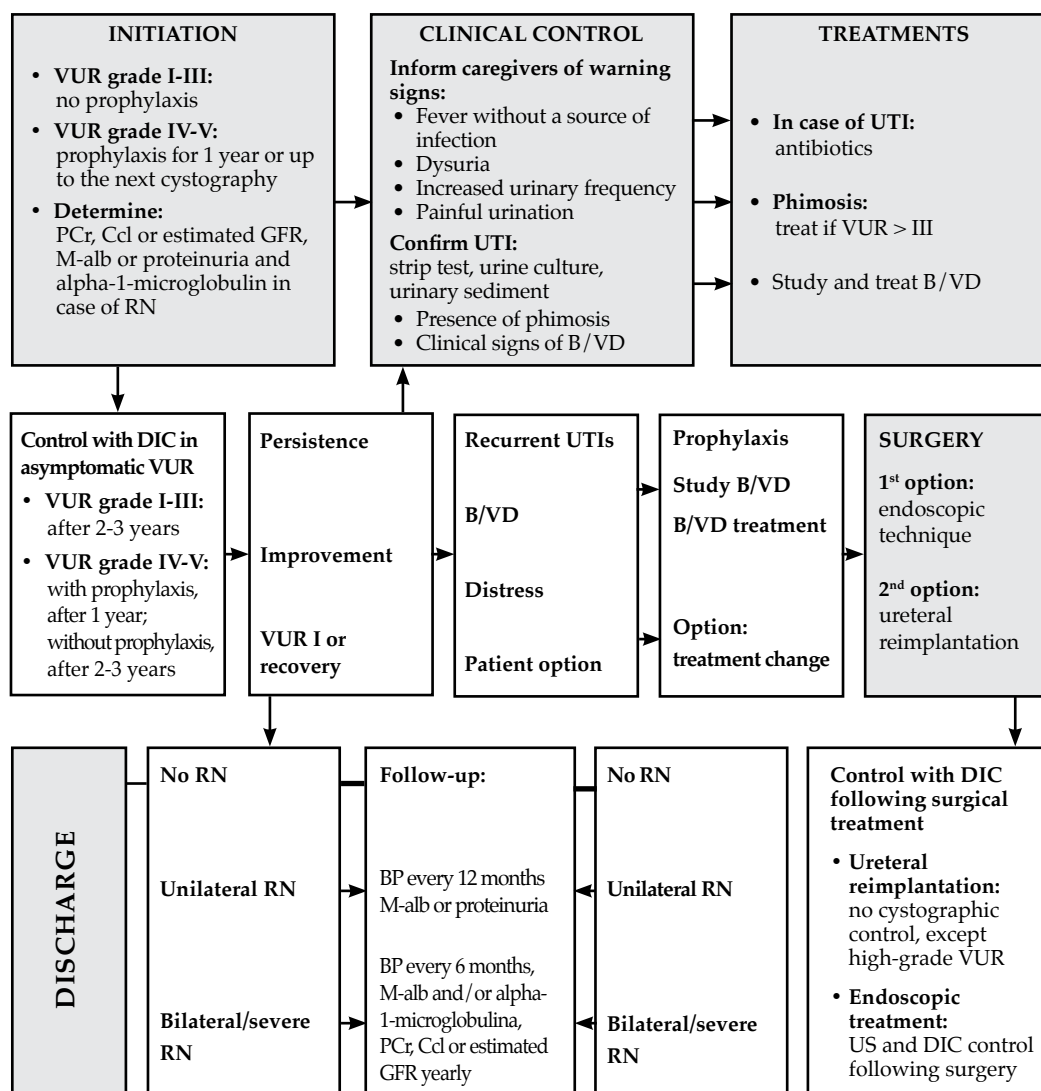 INITIATION
• VUR grade I-III:
no prophylaxis
• VUR grade IV-V:
prophylaxis for 1 year or up
to the next cystography
• Determine:
PCr, Ccl or estimated GFR,
M-alb or proteinuria and
alpha-1-microglobulin in
case of RN
CLINICAL CONTROL
Inform caregivers of warning
signs:
• Fever without a source of
infection
• Dysuria
• Increased urinary frequency
• Painful urination
Confirm UTI:
strip test, urine culture,
urinary sediment
• Presence of phimosis
• Clinical signs of B/VD
TREATMENTS
• In case of UTI:
antibiotics
• Phimosis:
treat if VUR > III
• Study and treat B/VD
Control with DIC in
asymptomatic VUR
• VUR grade I-III:
after 2-3 years
• VUR grade IV-V:
with prophylaxis,
after 1 year;
without prophylaxis,
after 2-3 years
Persistence
Improvement
VUR I or
recovery
Recurrent UTIs
B/VD
Distress
Patient option
Prophylaxis
Study B/VD
B/VD treatment
Option:
treatment change
SURGERY
1st option:
endoscopic
technique
2nd option:
ureteral
reimplantation
DISCHARGE
No RN
Unilateral RN
Bilateral/severe
RN
Follow-up:
BP every 12 months
M-alb or proteinuria
BP every 6 months,
M-alb and/or alpha-
1-microglobulina,
PCr, Ccl or estimated
GFR yearly
No RN
Unilateral RN
Bilateral/severe
RN
Control with DIC
following surgical
treatment
• Ureteral
reimplantation:
no cystographic
control, except
high-grade VUR
• Endoscopic
treatment:
US and DIC control
following surgery